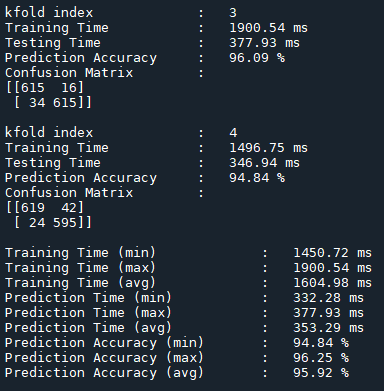 kfold index : 3
Training Time : 1900.54 ms
Testing Time : 377.93 ms
Prediction Accuracy : 96.09 %
Confusion Matrix :
[[615 16]
[ 34 615]]
kfold index : 4
Training Time : 1496.75 ms
Testing Time : 346.94 ms
Prediction Accuracy : 94.84 %
Confusion Matrix :
[[619 42]
[ 24 595]]
Training Time (min) : 1450.72 ms
Training Time (max) : 1900.54 ms
Training Time (avg) : 1604.98 ms
Prediction Time (min) : 332.28 ms
Prediction Time (max) : 377.93 ms
Prediction Time (avg) : 353.29 ms
Prediction Accuracy (min) : 94.84 %
Prediction Accuracy (max) : 96.25 %
Prediction Accuracy (avg) : 95.92 %